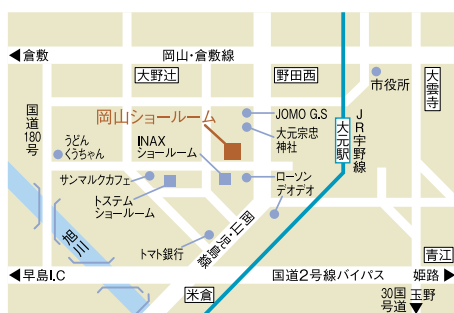 倉敷
岡山・倉敷線
大野辻
野田西
市役所
大雲寺
国道
180
号
岡山ショールーム
JOMO G.S
大元宗忠
神社
大元駅
JR宇野線
うどん
くうちゃん
INAX
ショールーム
サンマルクカフェ
ローソン
デオデオ
トステム
ショールーム
旭川
トマト銀行
岡山・児島線
青江
早島I.C
国道2号線バイパス
姫路
米倉
30国
号道
玉野